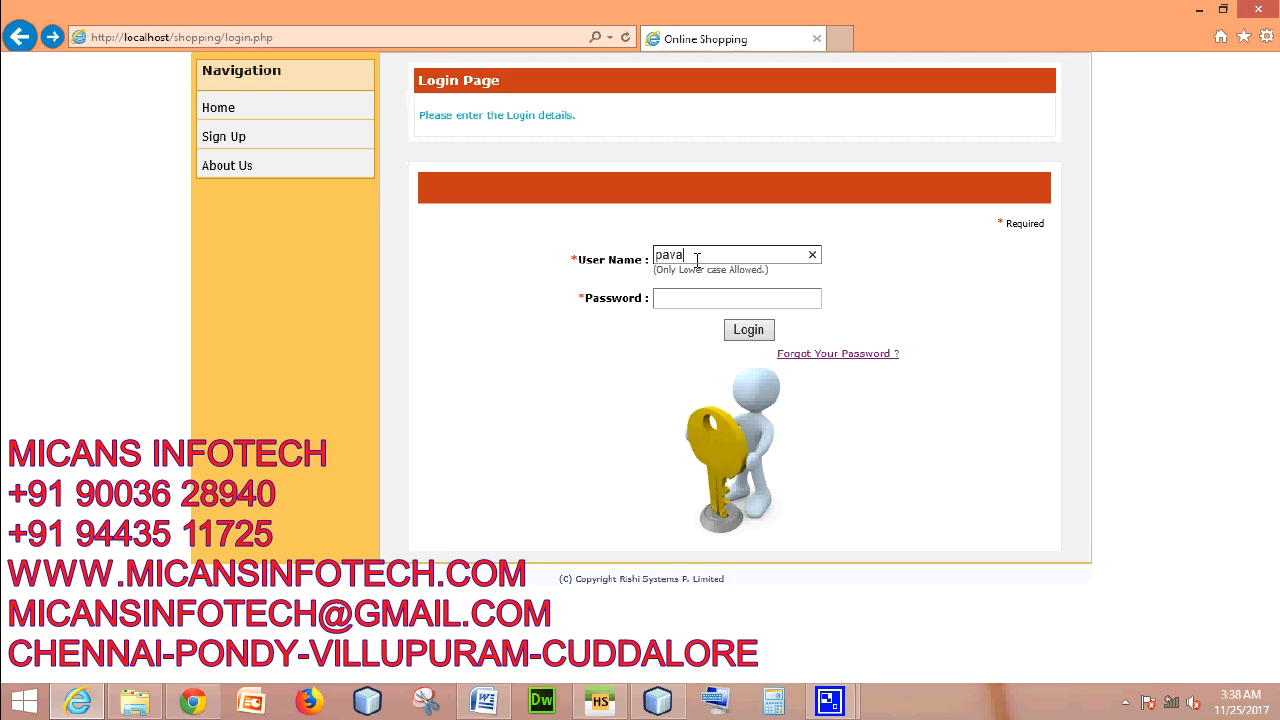 http://localhost/shopping/login.php
Online Shopping
Navigation
Home
Sign Up
About Us
Login Page
Please enter the Login details.
* Required
*User Name : pava
(Only Lower case Allowed.)
*Password :
Login
Forgot Your Password ?
(C) Copyright Rishi Systems P. Limited
MICANS INFOTECH
+91 90036 28940
+91 94435 11725
WWW.MICANSINFOTECH.COM
MICANSINFOTECH@GMAIL.COM
CHENNAI-PONDY-VILLUPURAM-CUDDALORE
Dw
HS
3:38 AM
11/25/2017